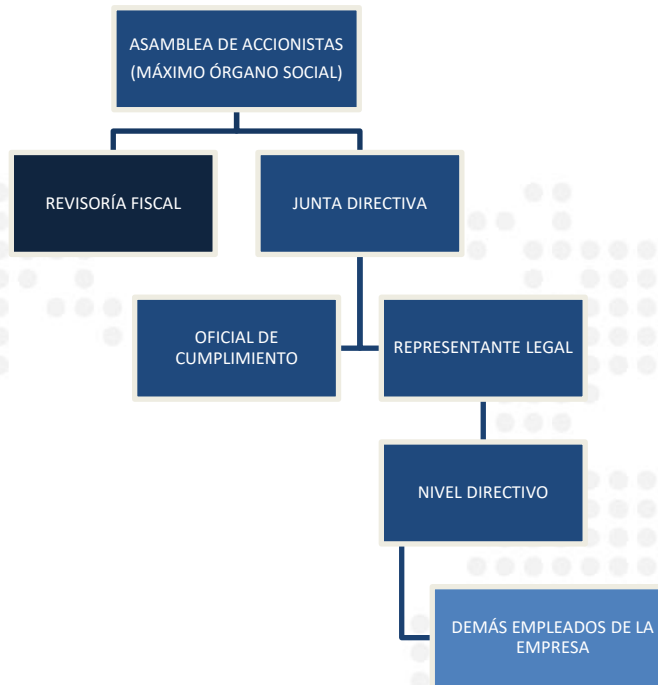 ASAMBLEA DE ACCIONISTAS
(MÁXIMO ÓRGANO SOCIAL)
REVISORÍA FISCAL
JUNTA DIRECTIVA
OFICIAL DE
CUMPLIMIENTO
REPRESENTANTE LEGAL
NIVEL DIRECTIVO
DEMÁS EMPLEADOS DE LA
EMPRESA